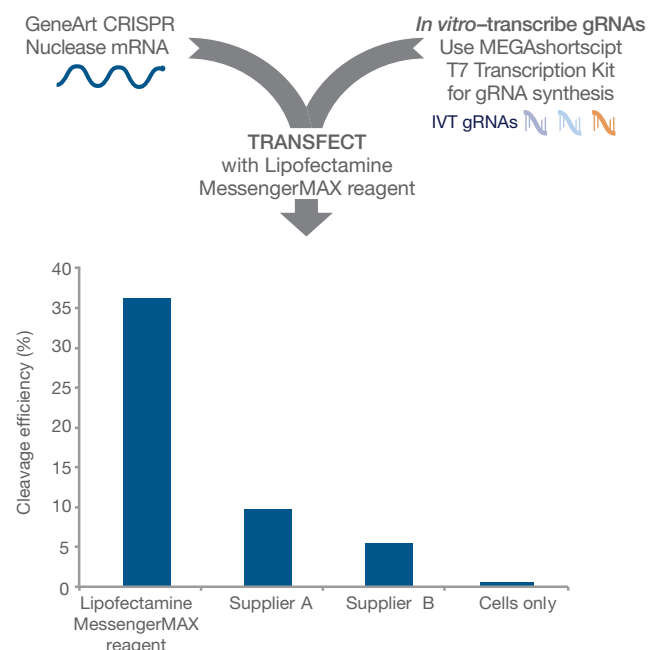 GeneArt CRISPR
Nuclease mRNA
In vitro–transcribe gRNAs
Use MEGAshortscipt
T7 Transcription Kit
for gRNA synthesis
IVT gRNAs
TRANSFECT
with Lipofectamine
MessengerMAX reagent
Cleavage efficiency (%)
40
35
30
25
20
15
10
5
0
Lipofectamine
MessengerMAX
reagent
Supplier A
Supplier B
Cells only